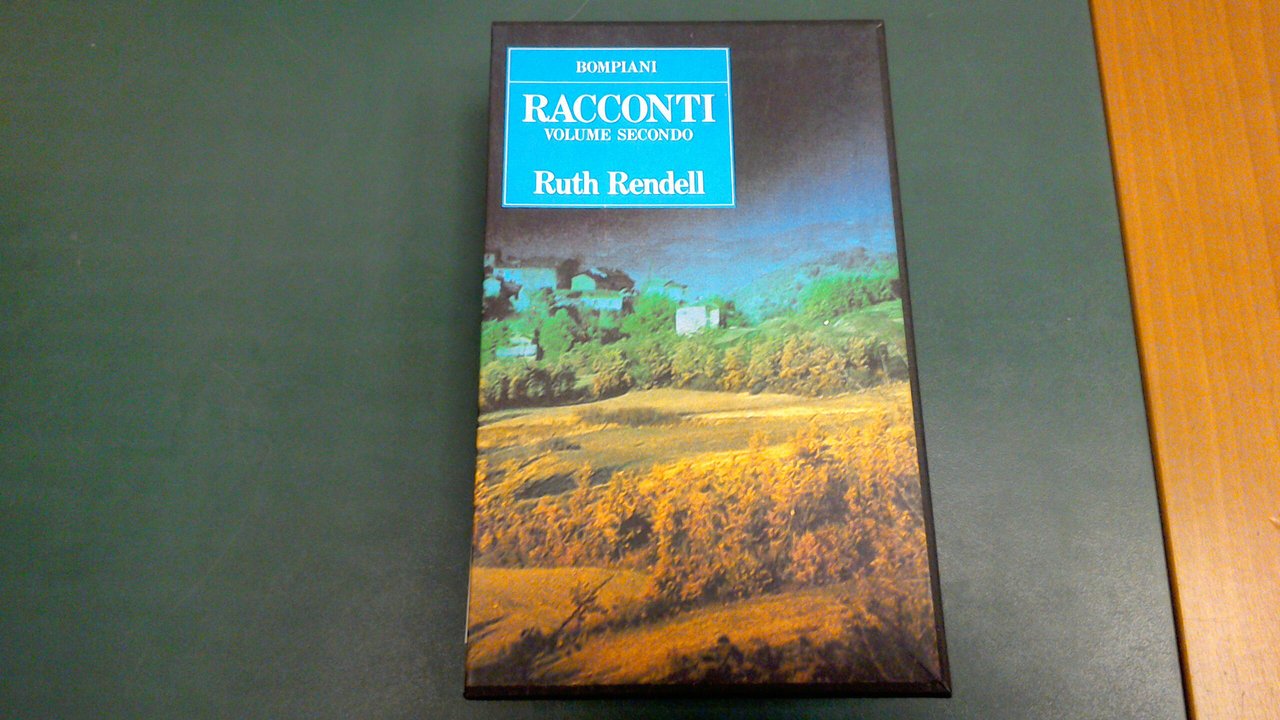 BOMPIANI
RACCONTI
VOLUME SECONDO
Ruth Rendell